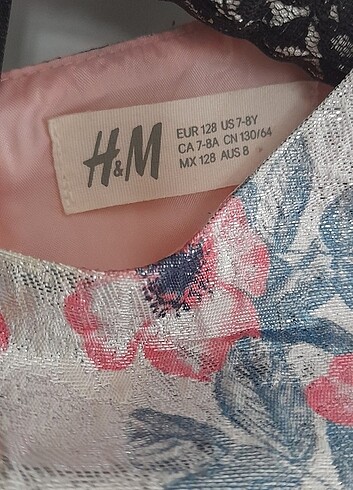 H&M
EUR 128 US 7-8Y
CA 7-8A CN 130/64
MX 128 AUS 8